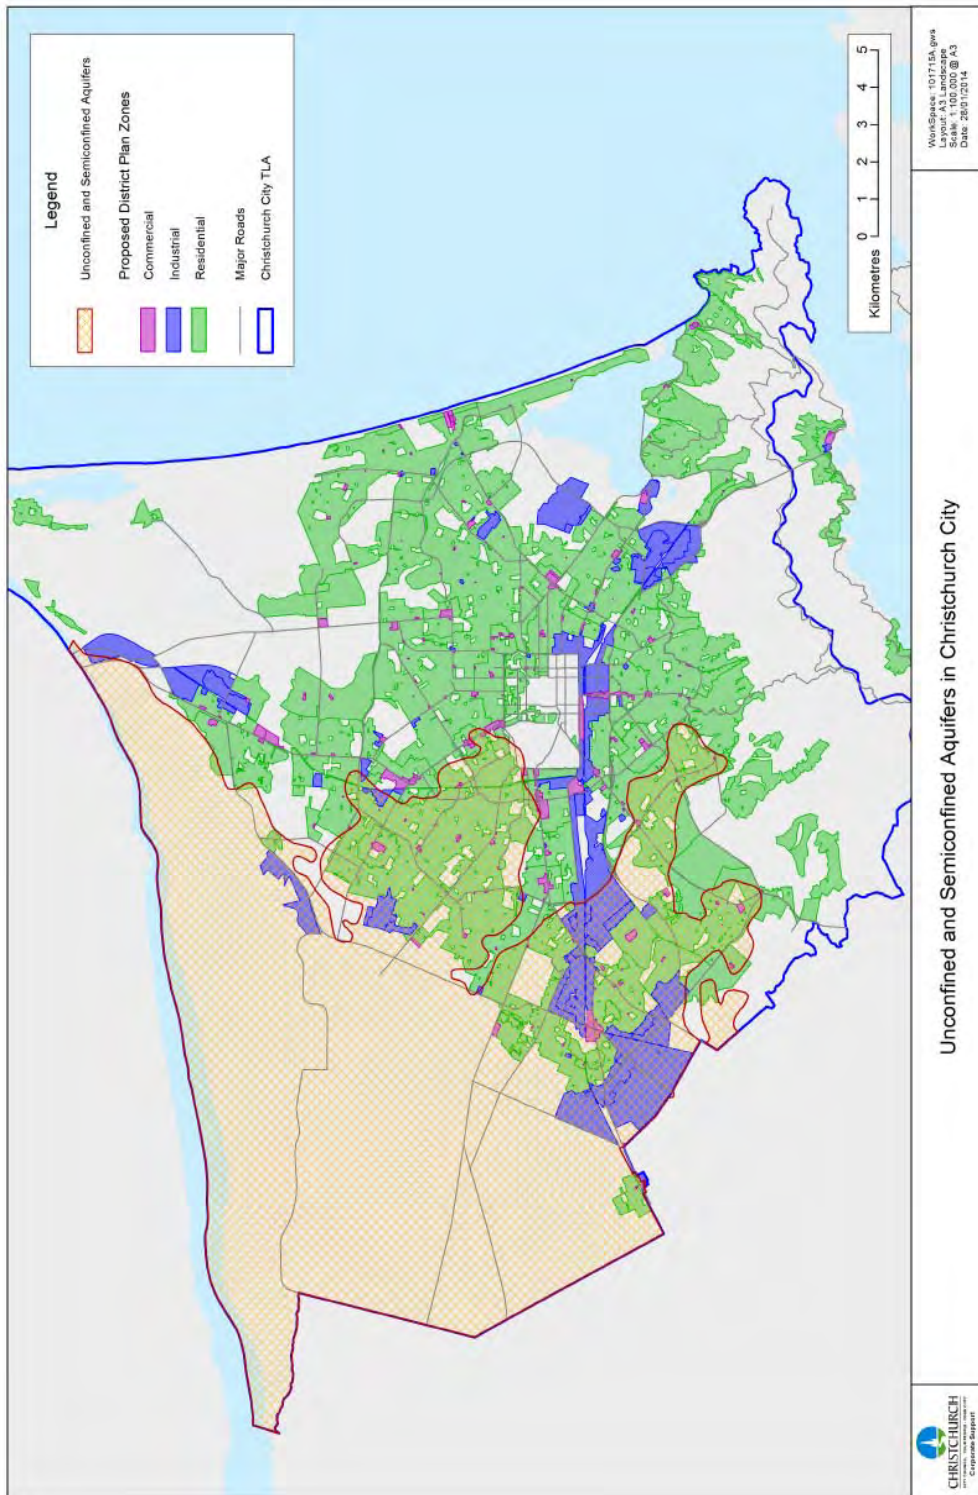 Legend
Unconfined and Semiconfined Aquifers
Proposed District Plan Zones
Commercial
Industrial
Residential
Major Roads
Christchurch City TLA
Kilometres 0 1 2 3 4 5
Unconfined and Semiconfined Aquifers in Christchurch City
WorkSpace: 101715A.gws
Layout: A3 Landscape
Scale: 1:100,000 @ A3
Date: 28/01/2014
CHRISTCHURCH
Corporate Support